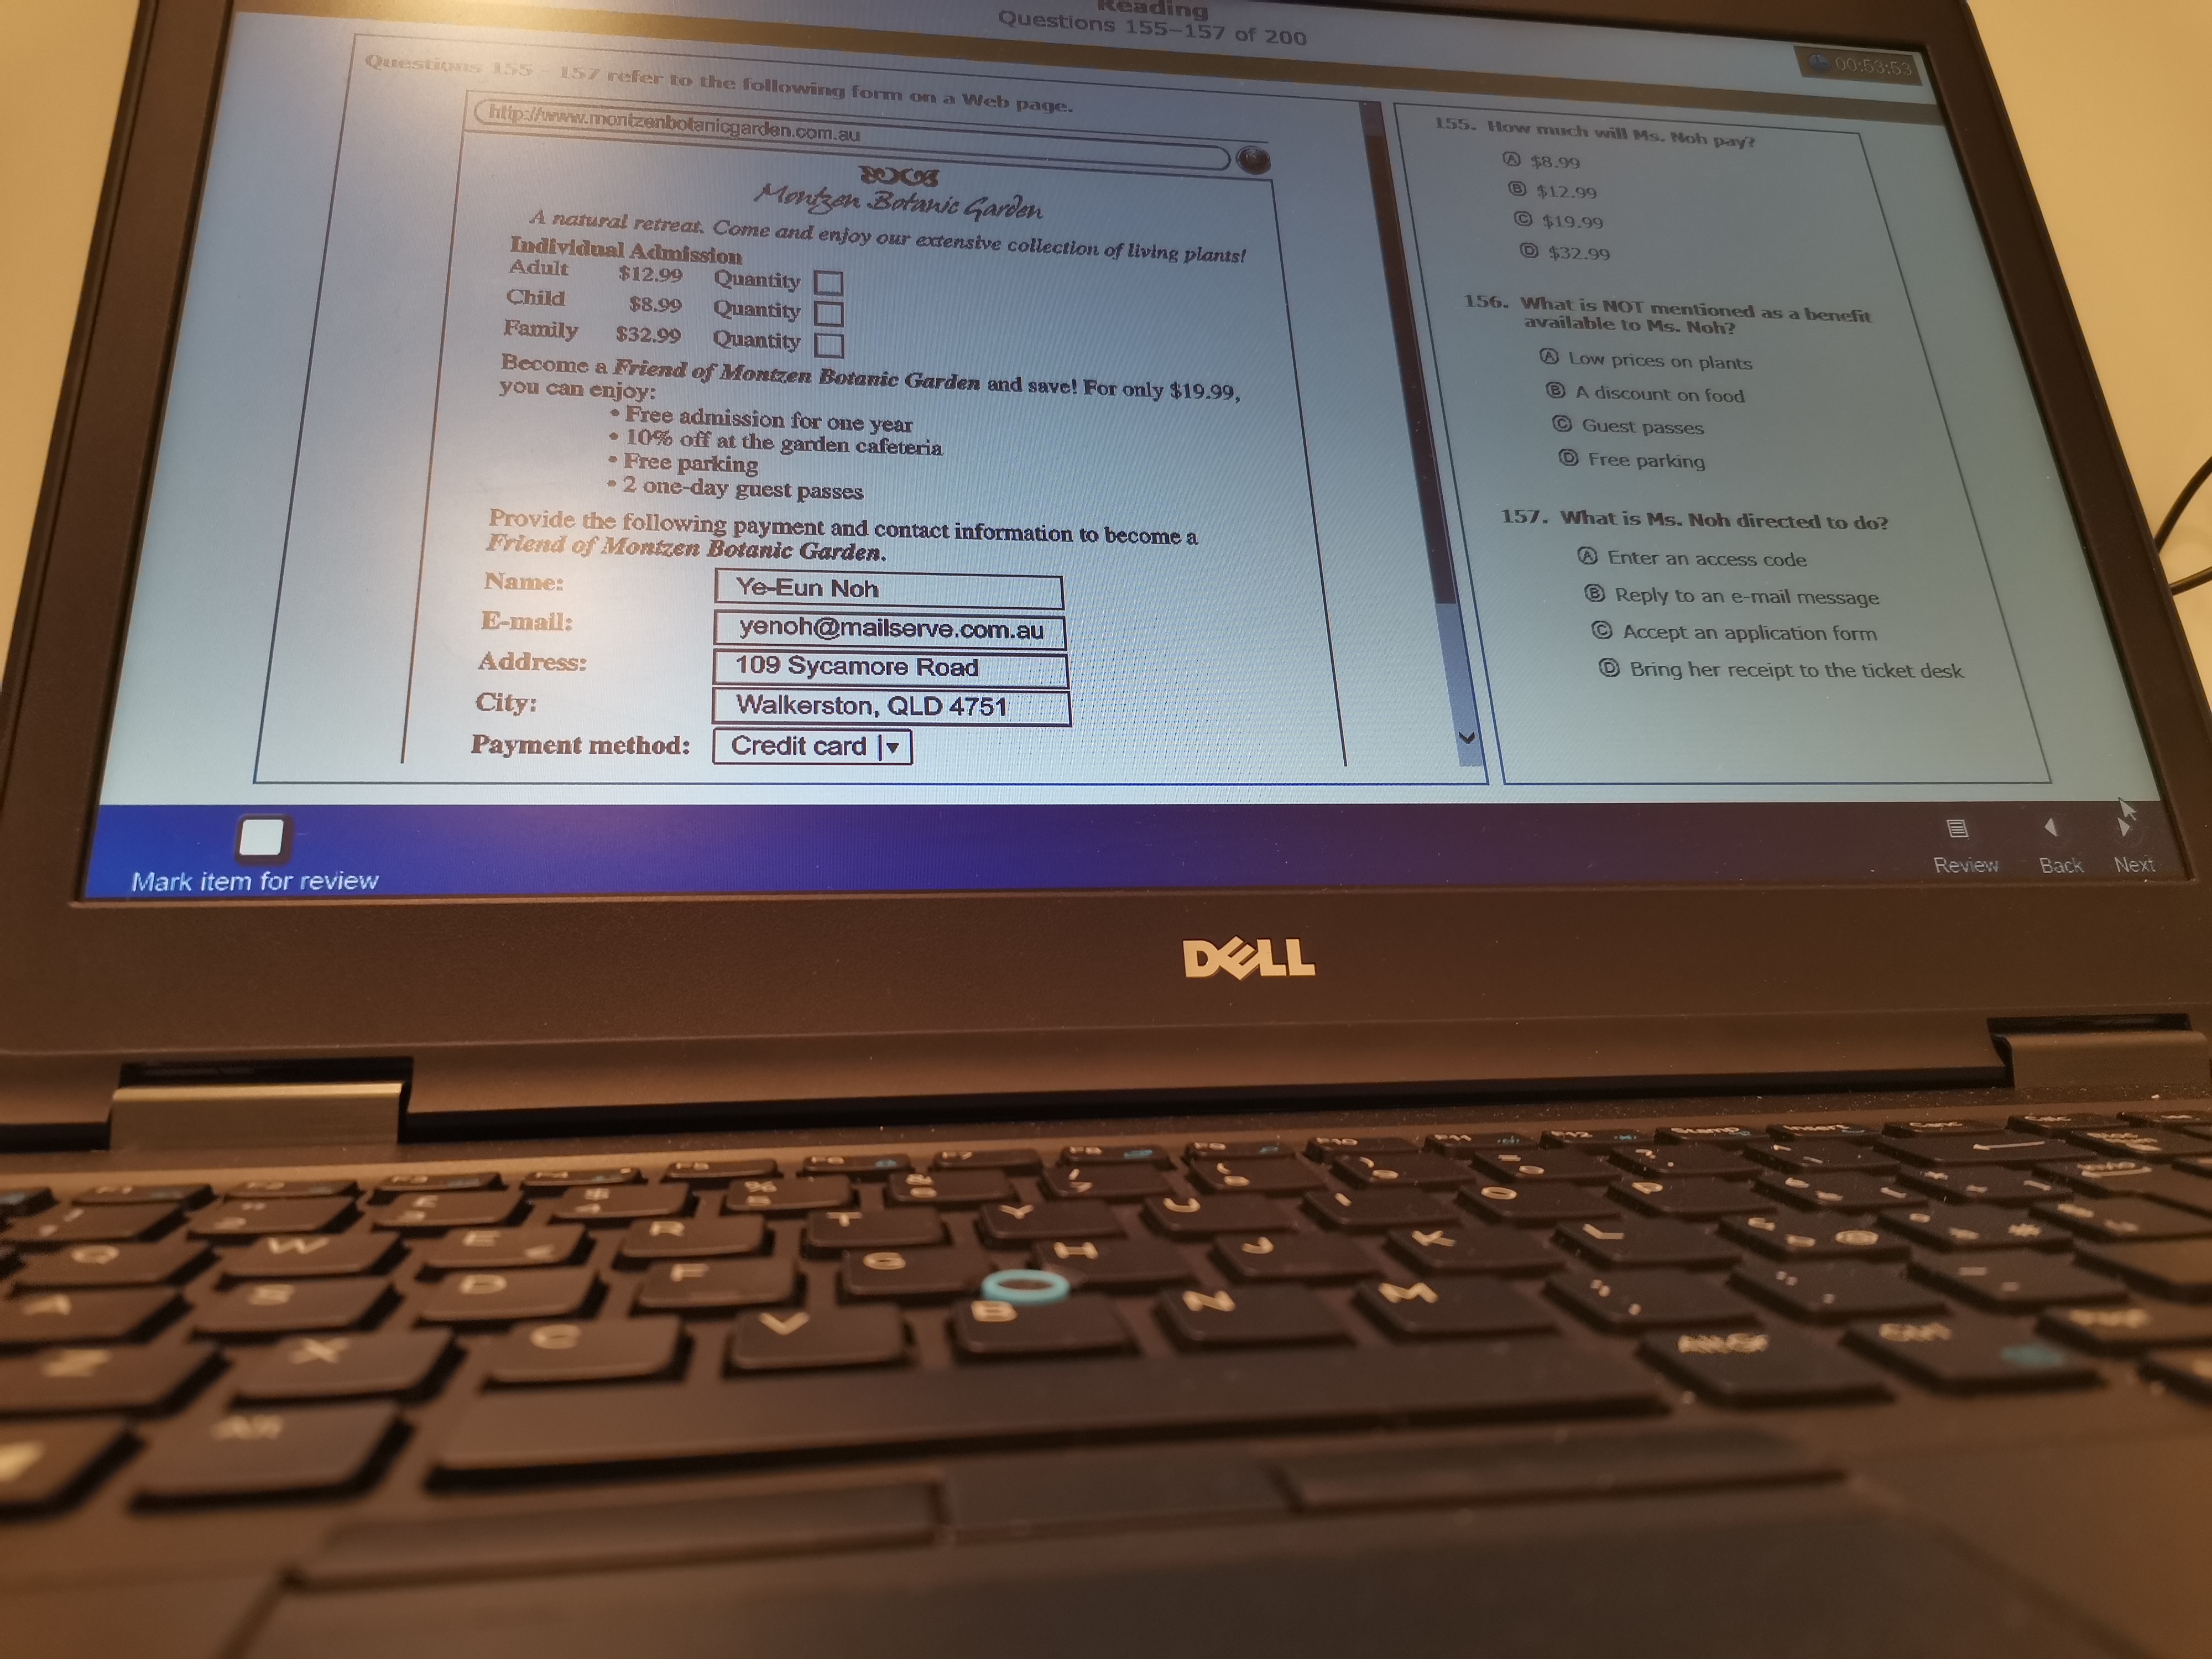 Reading
Questions 155-157 of 200
00:53:53
Questions 155 - 157 refer to the following form on a Web page.
http://www.montzenbotanicgarden.com.au
Montzen Botanic Garden
A natural retreat. Come and enjoy our extensive collection of living plants!
Individual Admission
Adult $12.99 Quantity
Child $8.99 Quantity
Family $32.99 Quantity
Become a Friend of Montzen Botanic Garden and save! For only $19.99,
you can enjoy:
• Free admission for one year
• 10% off at the garden cafeteria
• Free parking
• 2 one-day guest passes
Provide the following payment and contact information to become a
Friend of Montzen Botanic Garden.
Name: Ye-Eun Noh
E-mail: yenoh@mailserve.com.au
Address: 109 Sycamore Road
City: Walkerston, QLD 4751
Payment method: Credit card
155. How much will Ms. Noh pay?
A $8.99
B $12.99
C $19.99
D $32.99
156. What is NOT mentioned as a benefit
available to Ms. Noh?
A Low prices on plants
B A discount on food
C Guest passes
D Free parking
157. What is Ms. Noh directed to do?
A Enter an access code
B Reply to an e-mail message
C Accept an application form
D Bring her receipt to the ticket desk
Mark item for review
Review
Back
Next
DELL
Q W E R T Y U I O P
A S D F G H J K L
Z X C V B N M
Alt